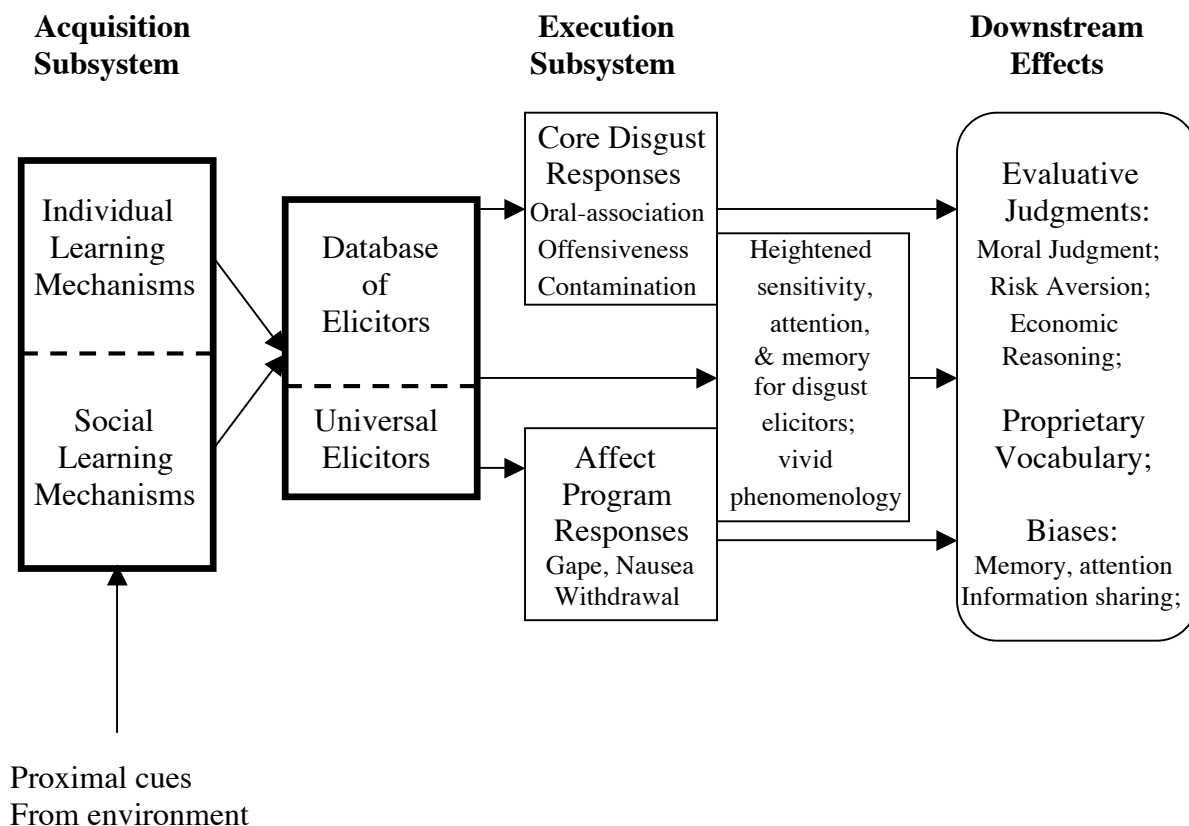 Acquisition
Subsystem
Execution
Subsystem
Downstream
Effects
Individual
Learning
Mechanisms
Social
Learning
Mechanisms
Proximal cues
From environment
Database
of
Elicitors
Universal
Elicitors
Core Disgust
Responses
Oral-association
Offensiveness
Contamination
Affect
Program
Responses
Gape, Nausea
Withdrawal
Heightened
sensitivity,
attention,
& memory
for disgust
elicitors;
vivid
phenomenology
Evaluative
Judgments:
Moral Judgment;
Risk Aversion;
Economic
Reasoning;
Proprietary
Vocabulary;
Biases:
Memory, attention
Information sharing;